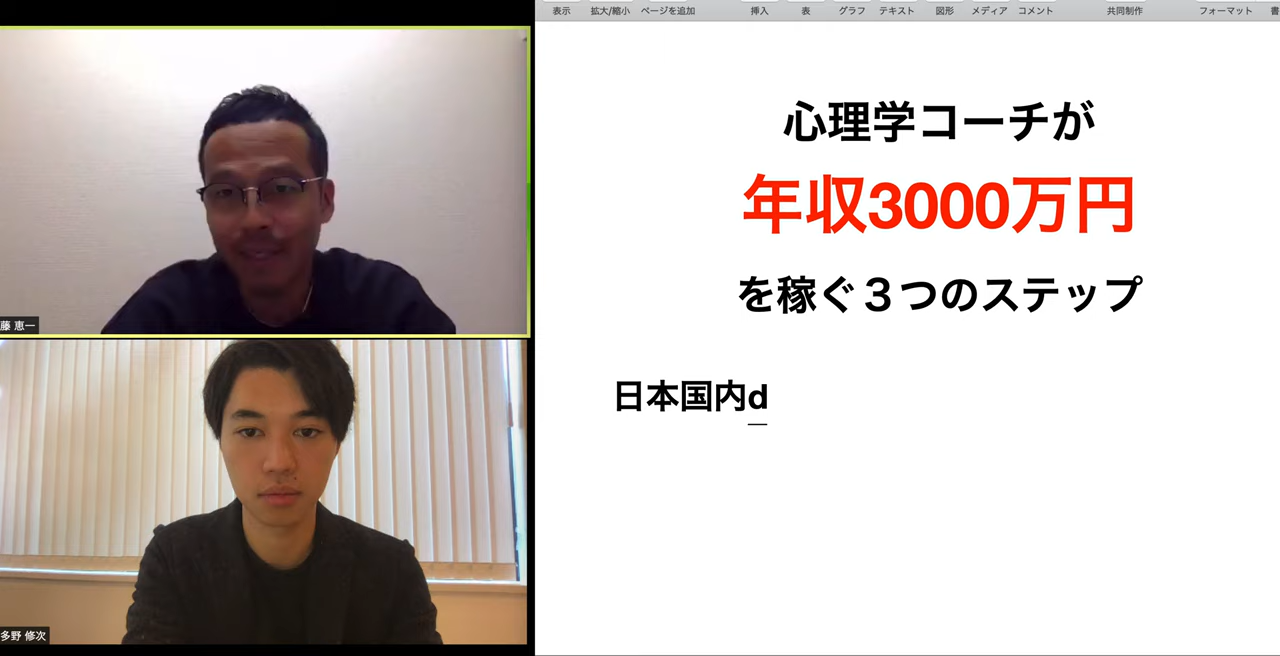 表示 拡大/縮小 ページを追加 挿入 表 グラフ テキスト 図形 メディア コメント 共同制作 フォーマット 書
心理学コーチが
年収3000万円
を稼ぐ３つのステップ
日本国内d
藤 恵一
多野 修次